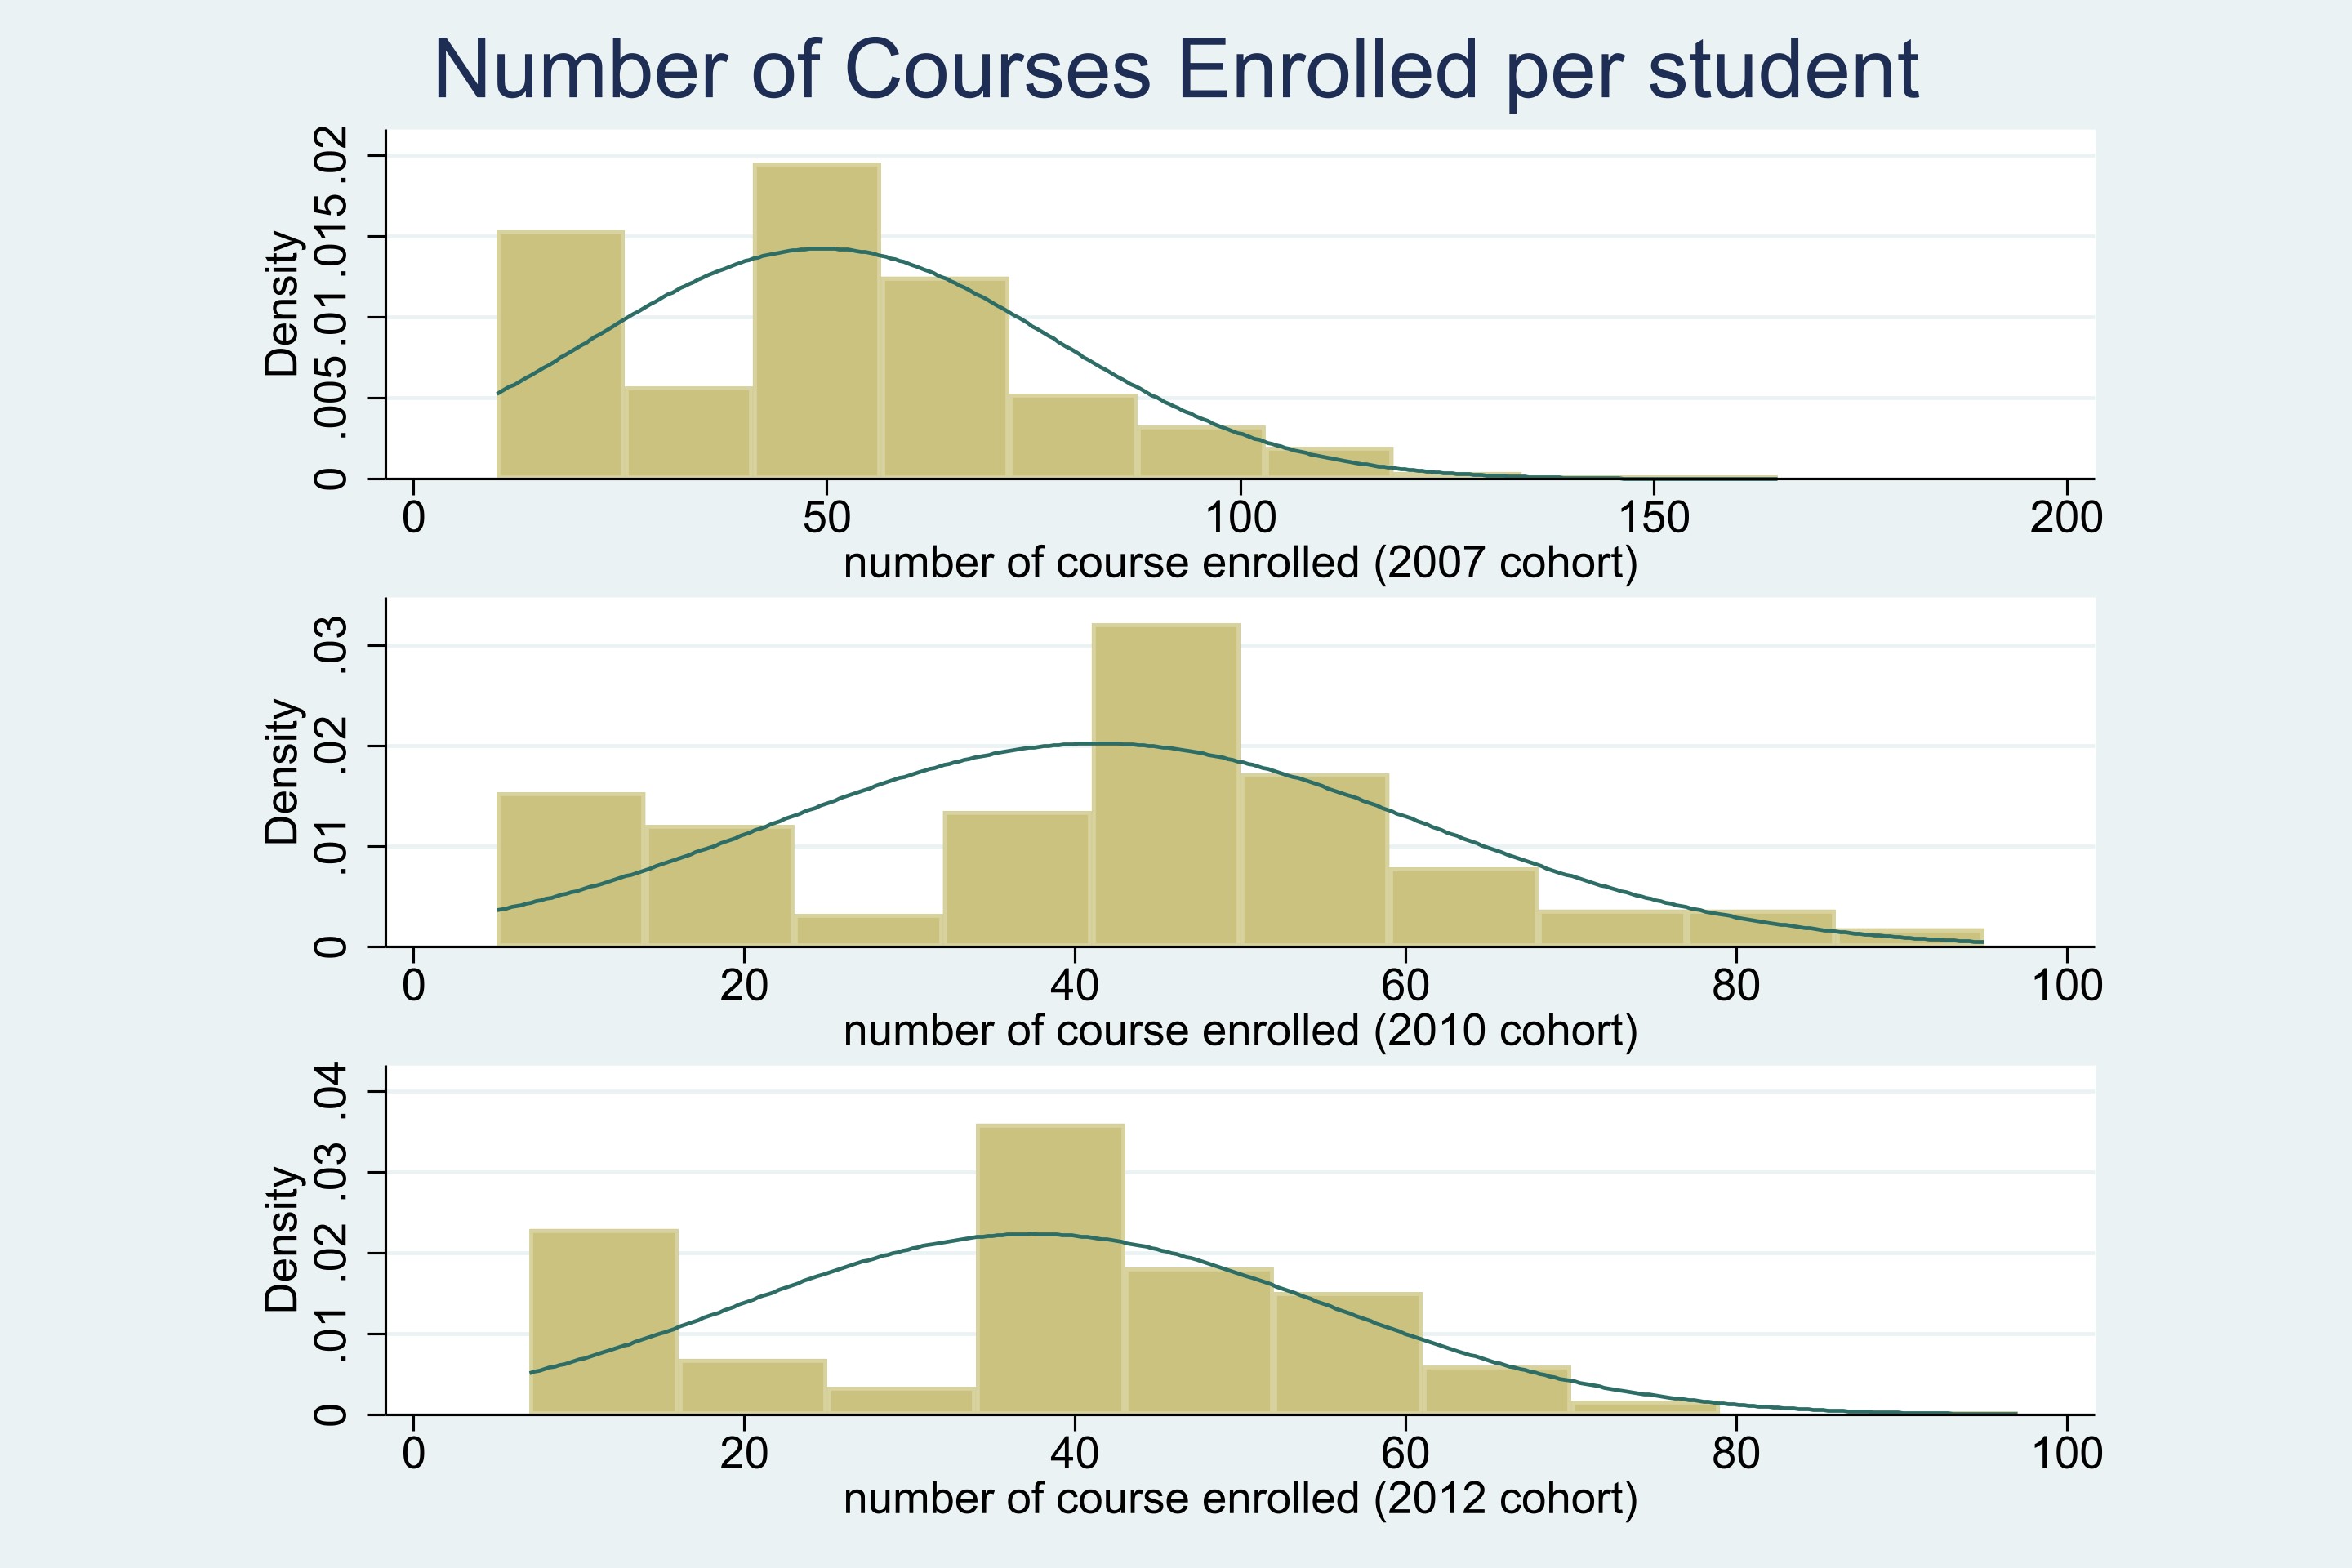 Number of Courses Enrolled per student
Density
0 .005 .01 .015 .02
0 50 100 150 200
number of course enrolled (2007 cohort)
Density
0 .01 .02 .03
0 20 40 60 80 100
number of course enrolled (2010 cohort)
Density
0 .01 .02 .03 .04
0 20 40 60 80 100
number of course enrolled (2012 cohort)